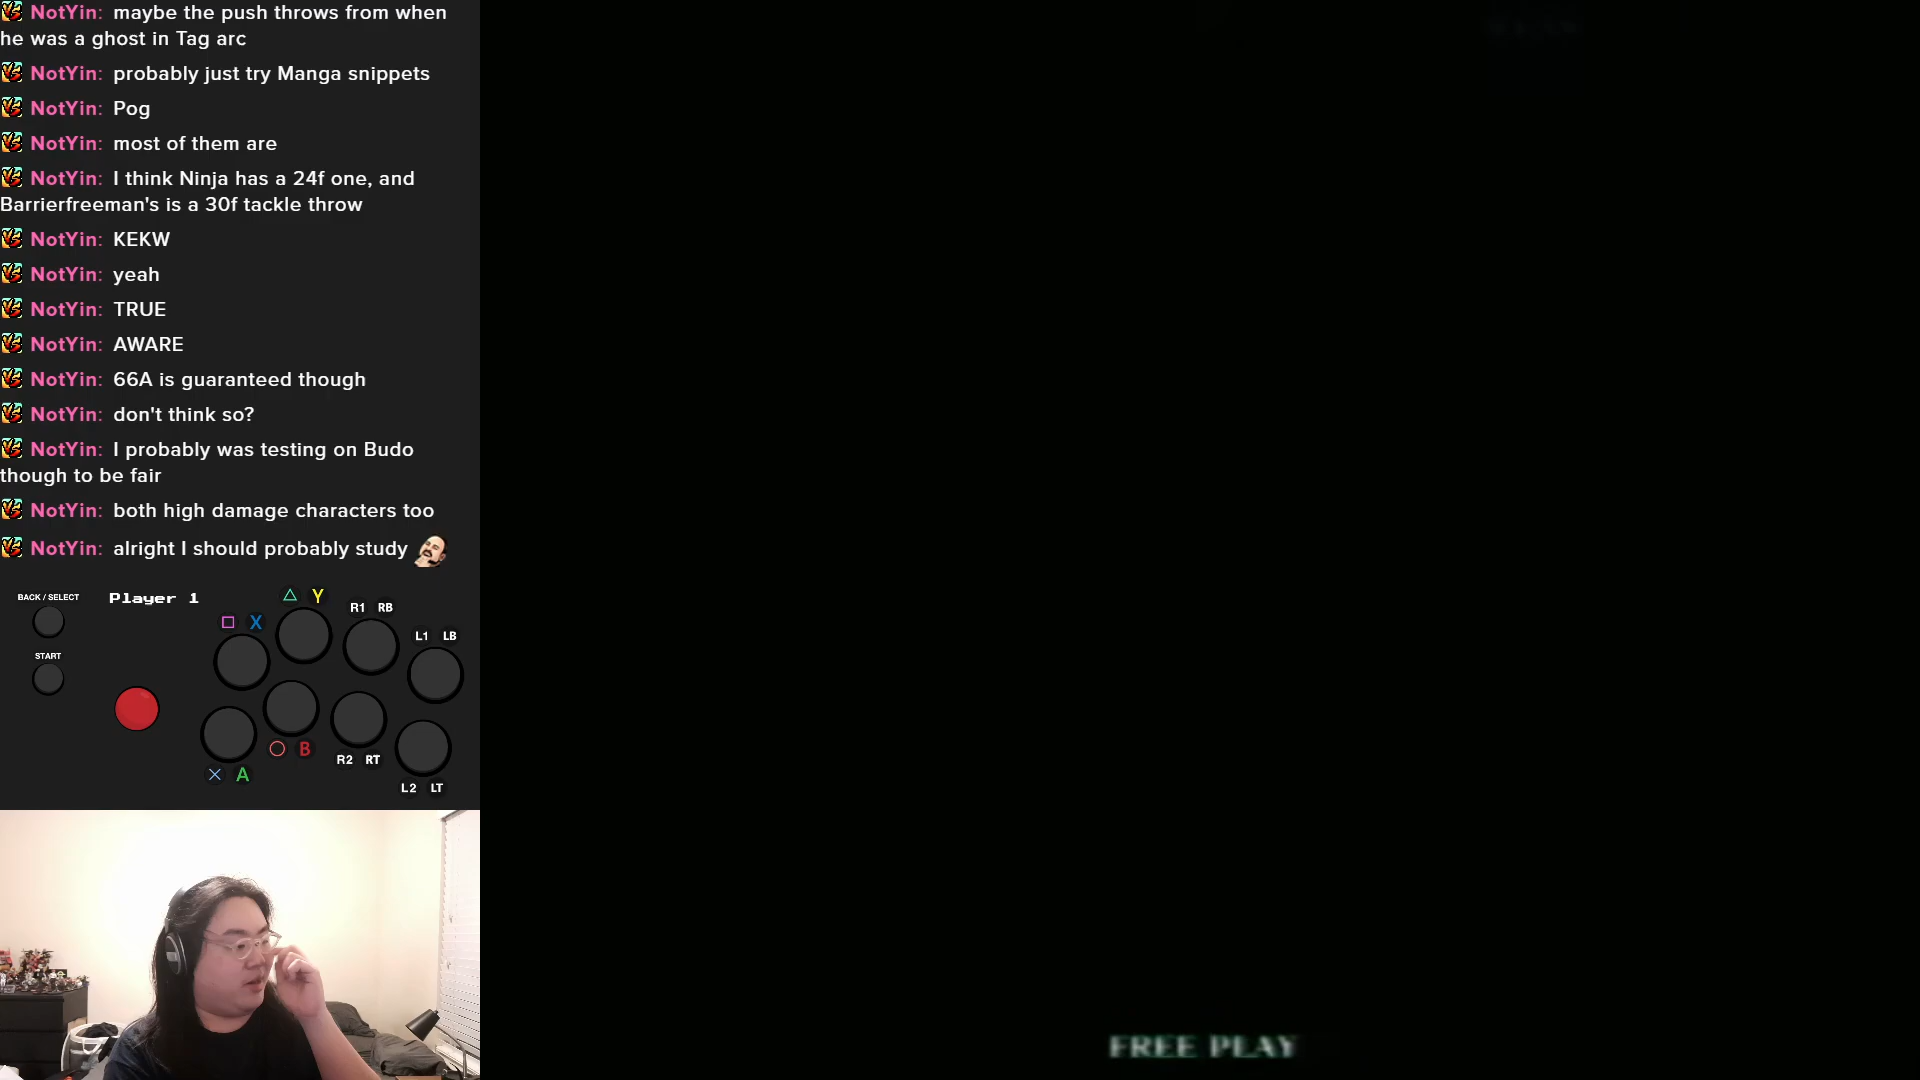 NotYin: maybe the push throws from when
he was a ghost in Tag arc
NotYin: probably just try Manga snippets
NotYin: Pog
NotYin: most of them are
NotYin: I think Ninja has a 24f one, and
Barrierfreeman's is a 30f tackle throw
NotYin: KEKW
NotYin: yeah
NotYin: TRUE
NotYin: AWARE
NotYin: 66A is guaranteed though
NotYin: don't think so?
NotYin: I probably was testing on Budo
though to be fair
NotYin: both high damage characters too
NotYin: alright I should probably study
BACK / SELECT
Player 1
Y
R1 RB
X
L1 LB
START
B
R2 RT
A
L2 LT
FREE PLAY